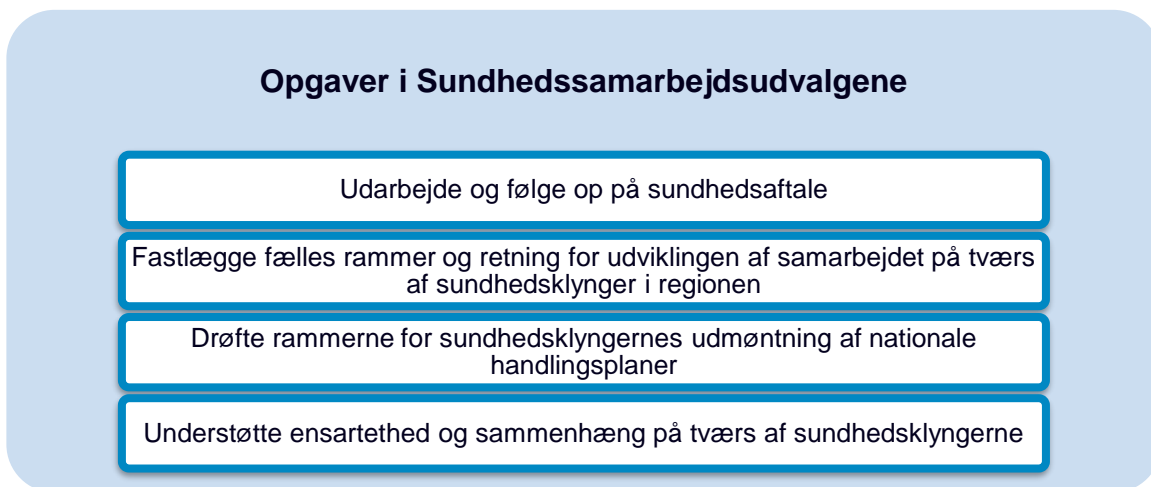 Opgaver i Sundhedssamarbejdsudvalgene
Udarbejde og følge op på sundhedsaftale
Fastlægge fælles rammer og retning for udviklingen af samarbejdet på tværs
af sundhedsklynger i regionen
Drøfte rammerne for sundhedsklyngernes udmøntning af nationale
handlingsplaner
Understøtte ensartethed og sammenhæng på tværs af sundhedsklyngerne